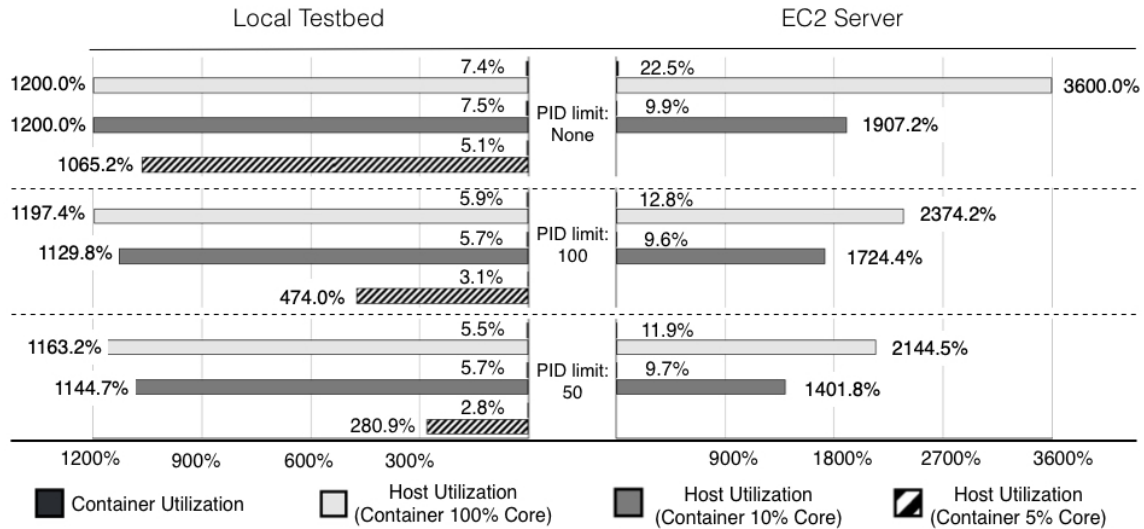 Local Testbed
EC2 Server
7.4%
22.5%
1200.0%
3600.0%
7.5%
PID limit:
None
9.9%
1200.0%
1907.2%
5.1%
1065.2%
5.9%
12.8%
1197.4%
2374.2%
5.7%
PID limit:
100
9.6%
1129.8%
1724.4%
3.1%
474.0%
5.5%
11.9%
1163.2%
2144.5%
5.7%
PID limit:
50
9.7%
1144.7%
1401.8%
2.8%
280.9%
1200% 900% 600% 300% 900% 1800% 2700% 3600%
Container Utilization
Host Utilization
(Container 100% Core)
Host Utilization
(Container 10% Core)
Host Utilization
(Container 5% Core)